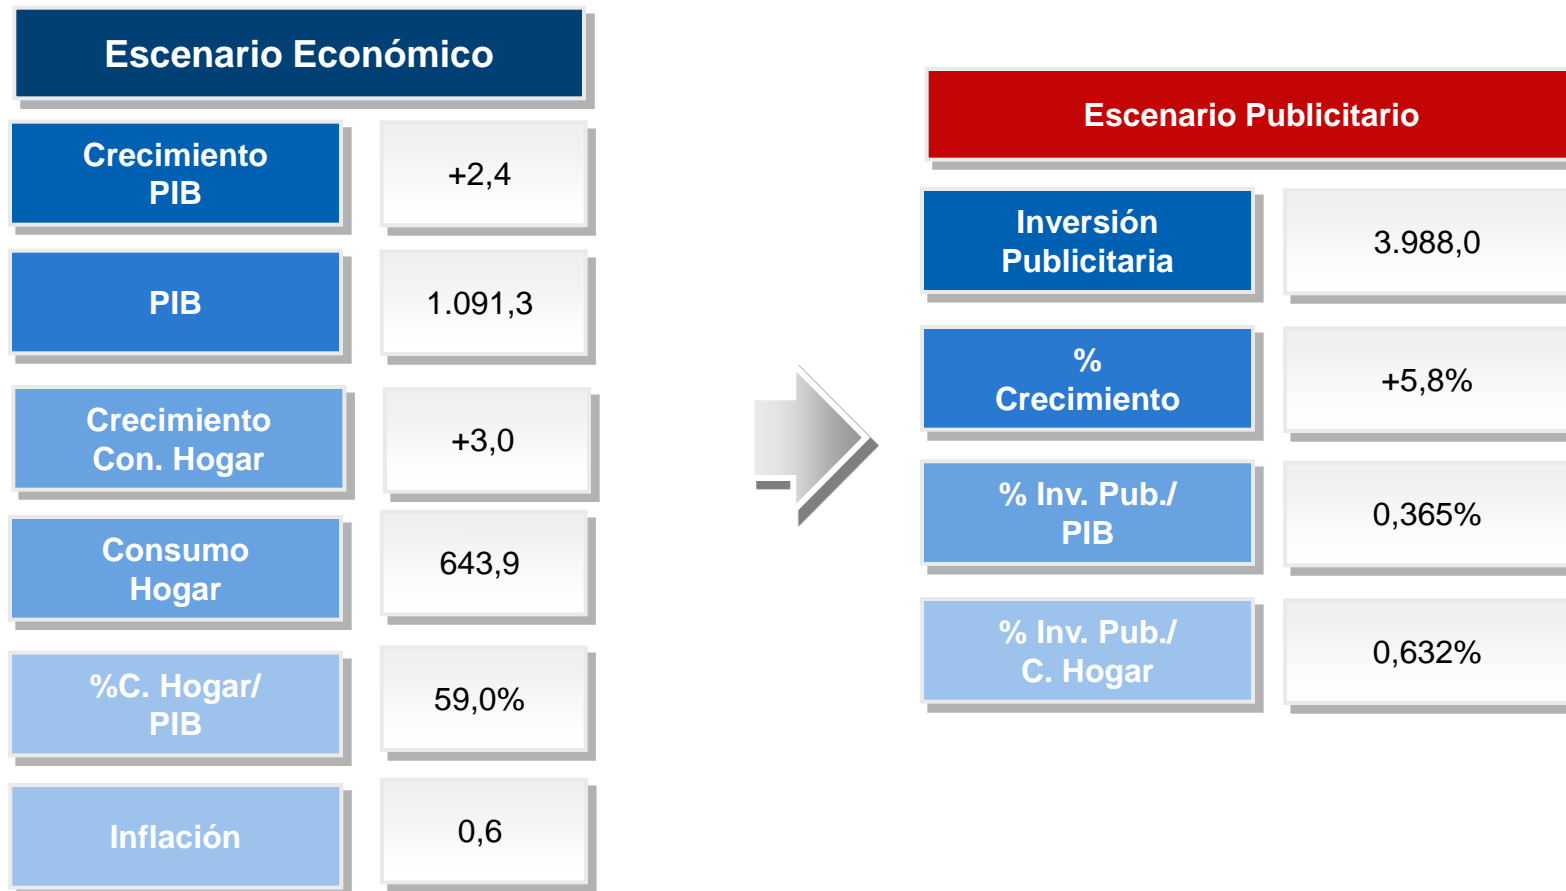 Escenario Económico
Crecimiento
PIB
+2,4
PIB
1.091,3
Crecimiento
Con. Hogar
+3,0
Consumo
Hogar
643,9
%C. Hogar/
PIB
59,0%
Inflación
0,6
Escenario Publicitario
Inversión
Publicitaria
3.988,0
%
Crecimiento
+5,8%
% Inv. Pub./
PIB
0,365%
% Inv. Pub./
C. Hogar
0,632%